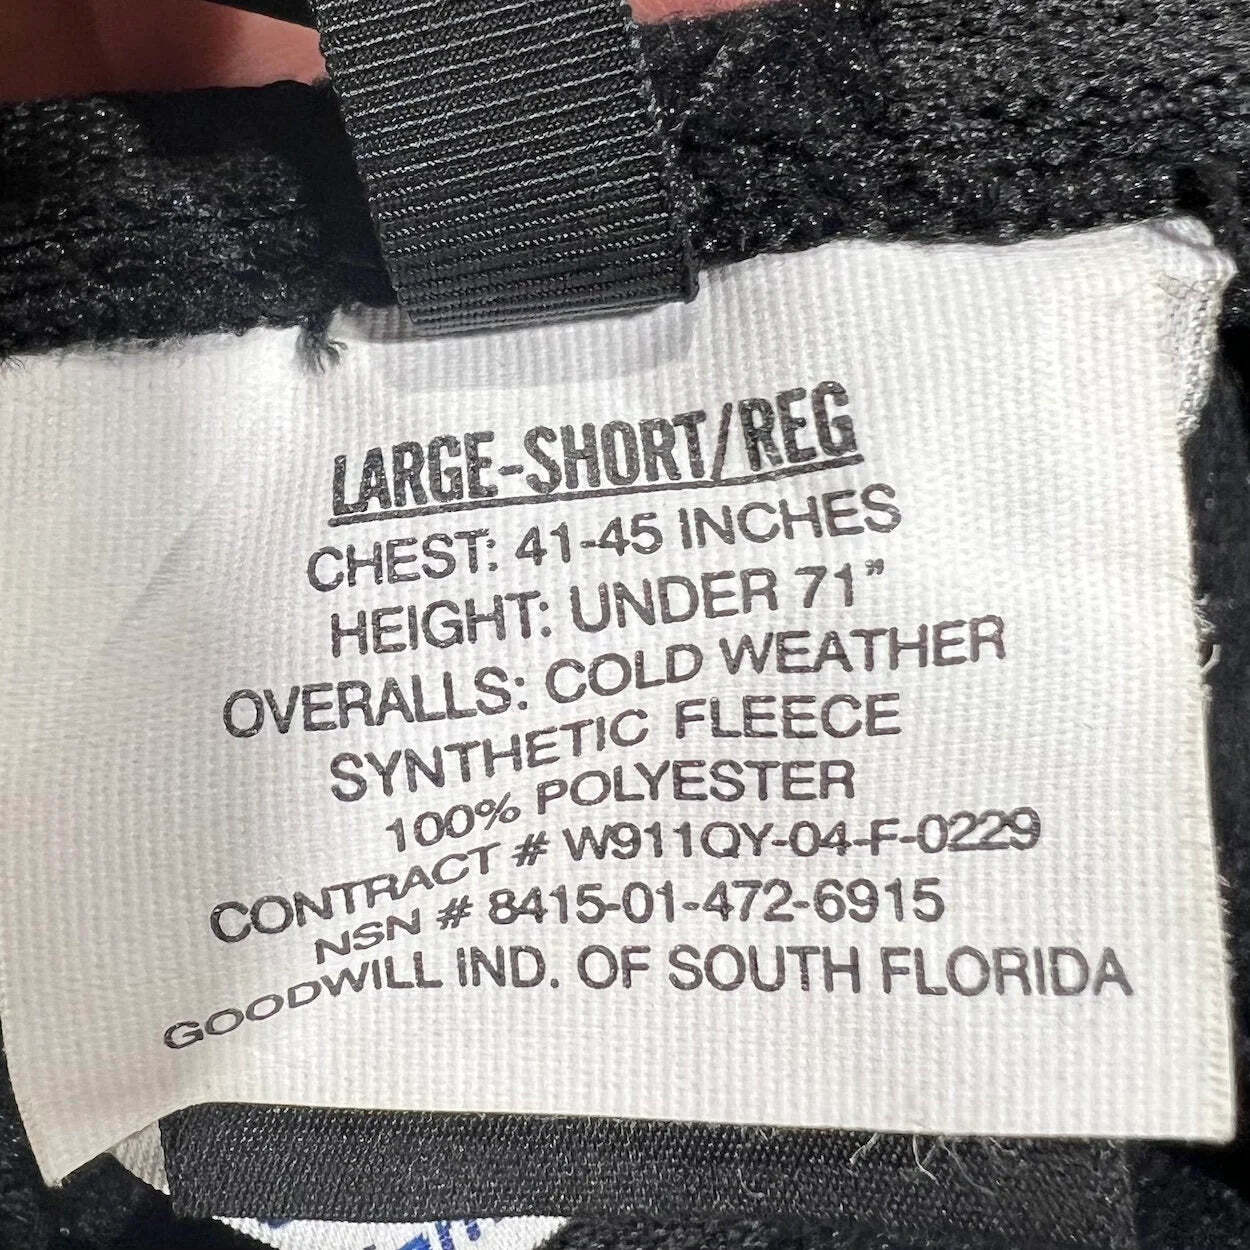 LARGE-SHORT/REG
CHEST: 41-45 INCHES
HEIGHT: UNDER 71"
OVERALLS: COLD WEATHER
SYNTHETIC FLEECE
100% POLYESTER
CONTRACT # W911QY-04-F-0229
NSN # 8415-01-472-6915
GOODWILL IND. OF SOUTH FLORIDA